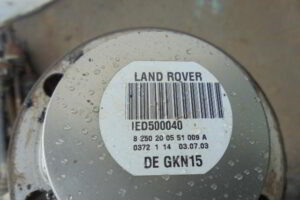 LAND ROVER
IED500040
8 250 20 05 51 009 A
0372 1 14 03.07.03
DE GKN15